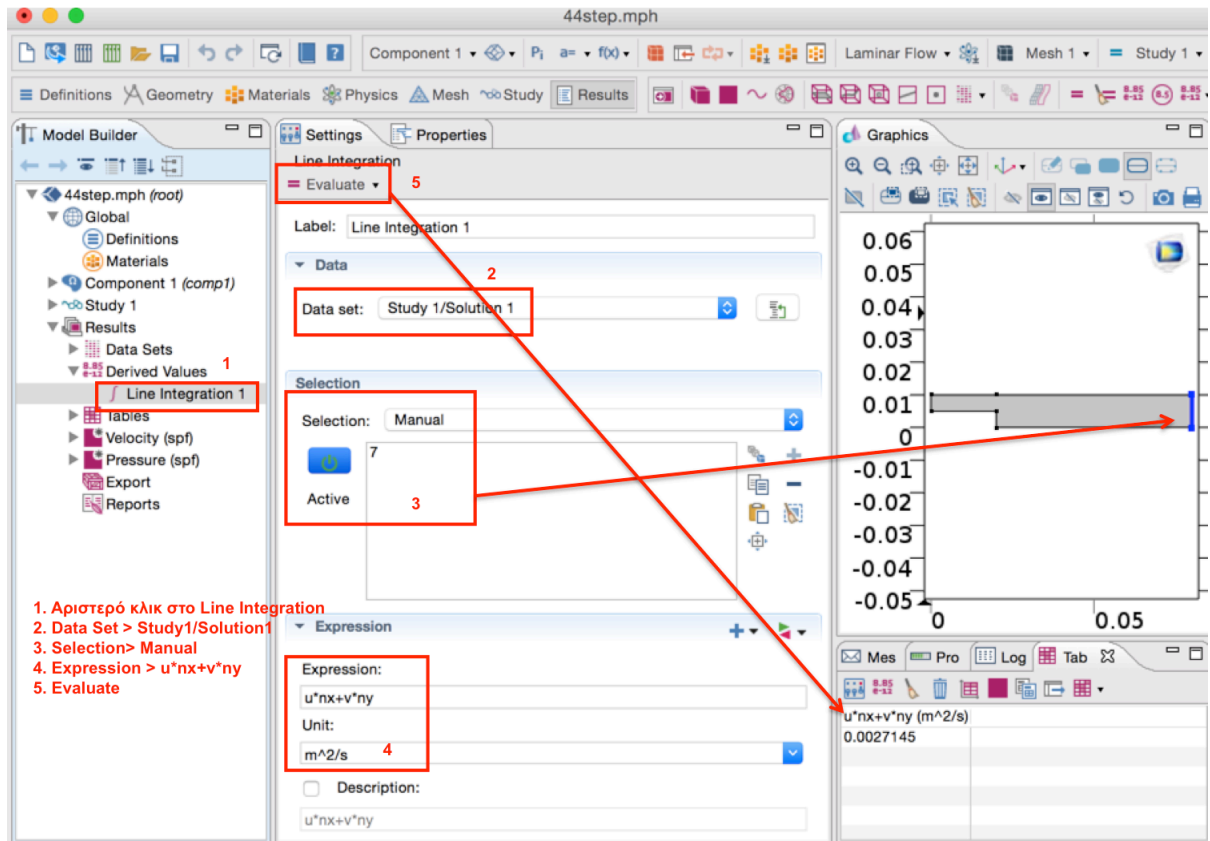 44step.mph
Component 1
Pi
a=
f(x)
Laminar Flow
Mesh 1
= Study 1
Definitions
Geometry
Materials
Physics
Mesh
Study
Results
Model Builder
44step.mph (root)
Global
Definitions
Materials
Component 1 (comp1)
Study 1
Results
Data Sets
1
8.85
e-12
Derived Values
Line Integration 1
Tables
Velocity (spf)
Pressure (spf)
Export
Reports
1. Αριστερό κλικ στο Line Integration
2. Data Set > Study1/Solution1
3. Selection> Manual
4. Expression > u*nx+v*ny
5. Evaluate
Settings
Properties
Line Integration
= Evaluate
5
Label: Line Integration 1
Data
2
Data set: Study 1/Solution 1
Selection
Selection: Manual
7
Active
3
Expression
Expression:
u*nx+v*ny
Unit:
m^2/s
4
Description:
u*nx+v*ny
Graphics
0.06
0.05
0.04
0.03
0.02
0.01
0
-0.01
-0.02
-0.03
-0.04
-0.05
0
0.05
Mes
Pro
Log
Tab
8.85
e-12
u*nx+v*ny (m^2/s)
0.0027145